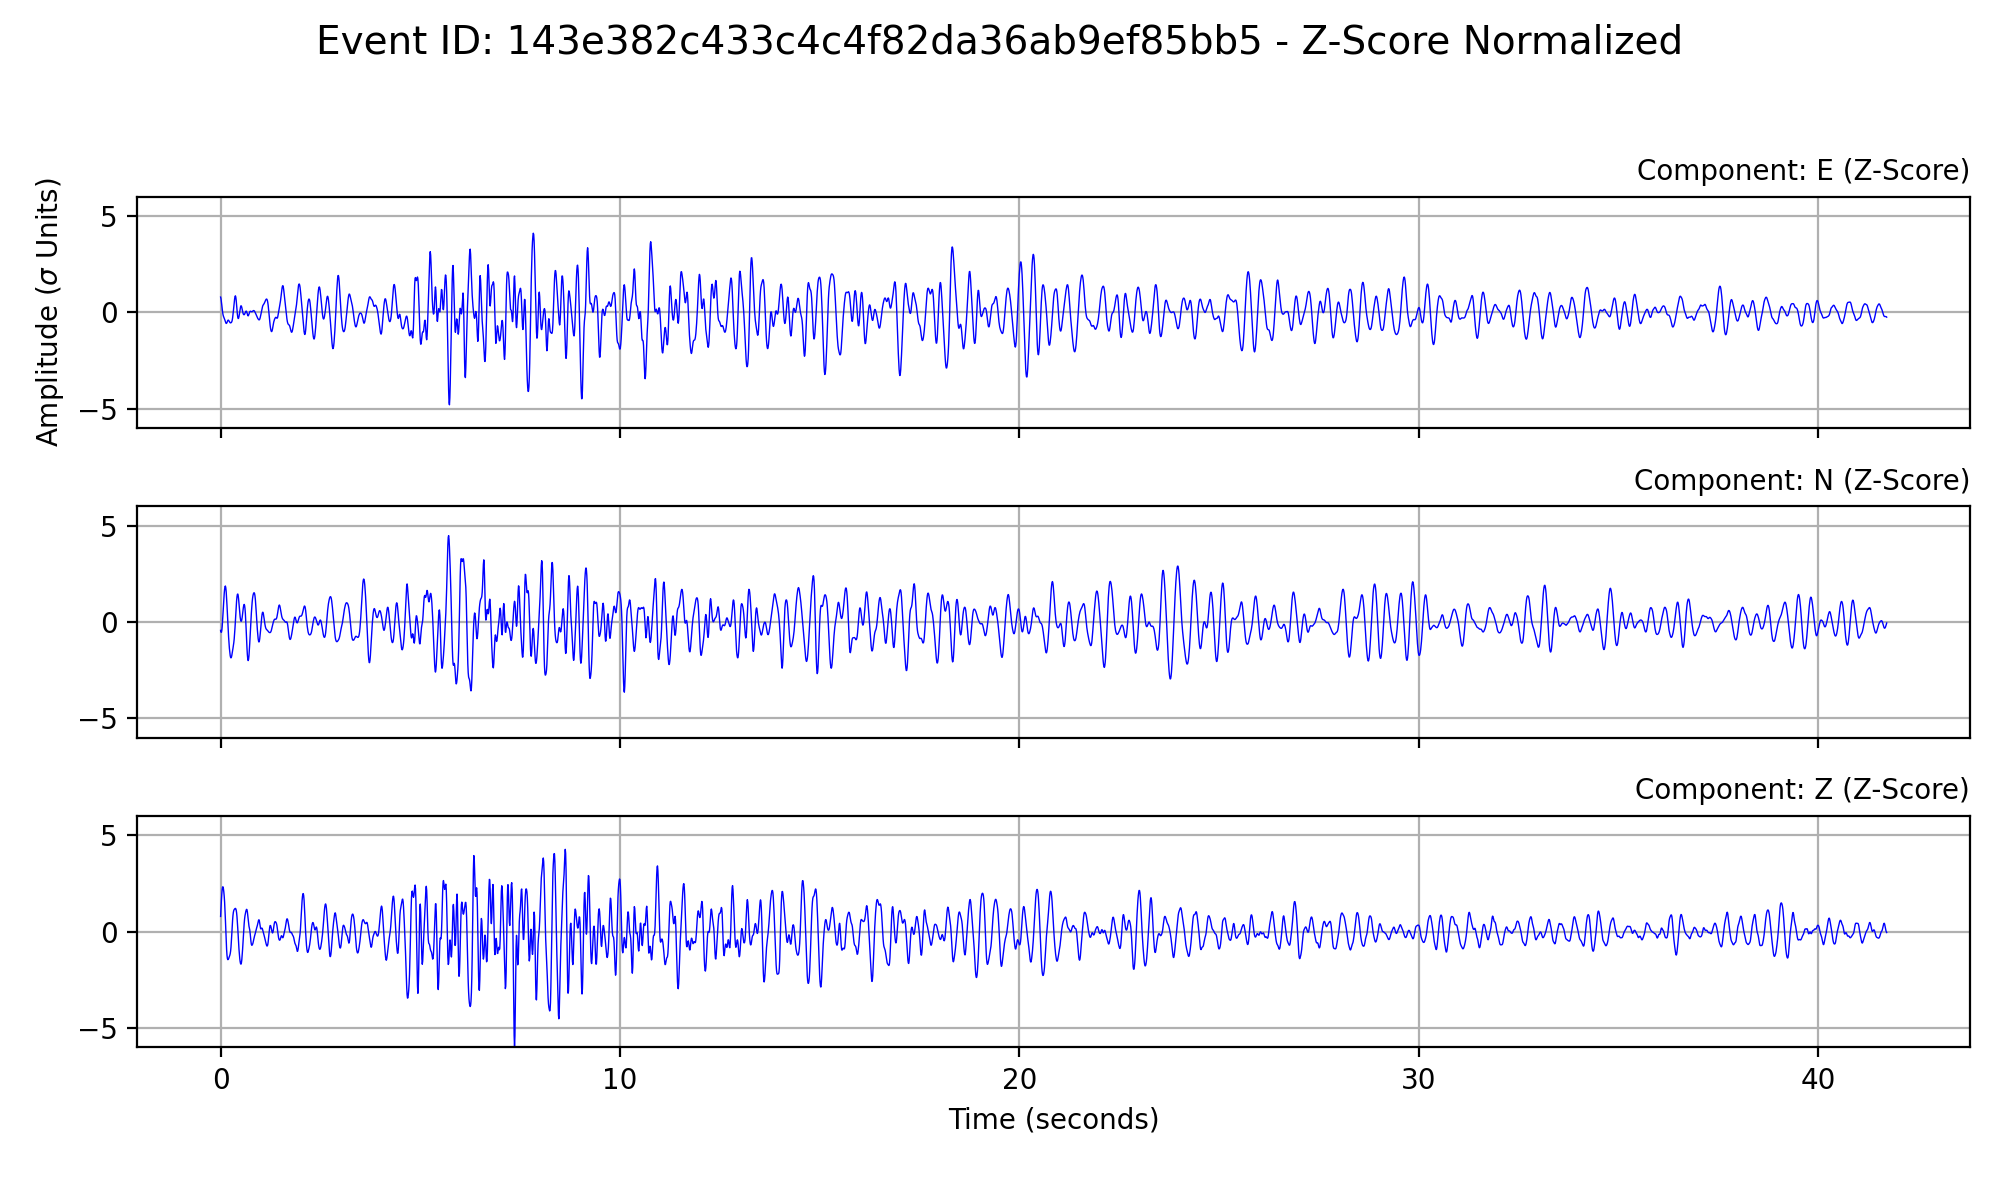 Event ID: 143e382c433c4c4f82da36ab9ef85bb5 - Z-Score Normalized
Component: E (Z-Score)
Amplitude (σ Units)
5
0
−5
Component: N (Z-Score)
5
0
−5
Component: Z (Z-Score)
5
0
−5
0 10 20 30 40
Time (seconds)